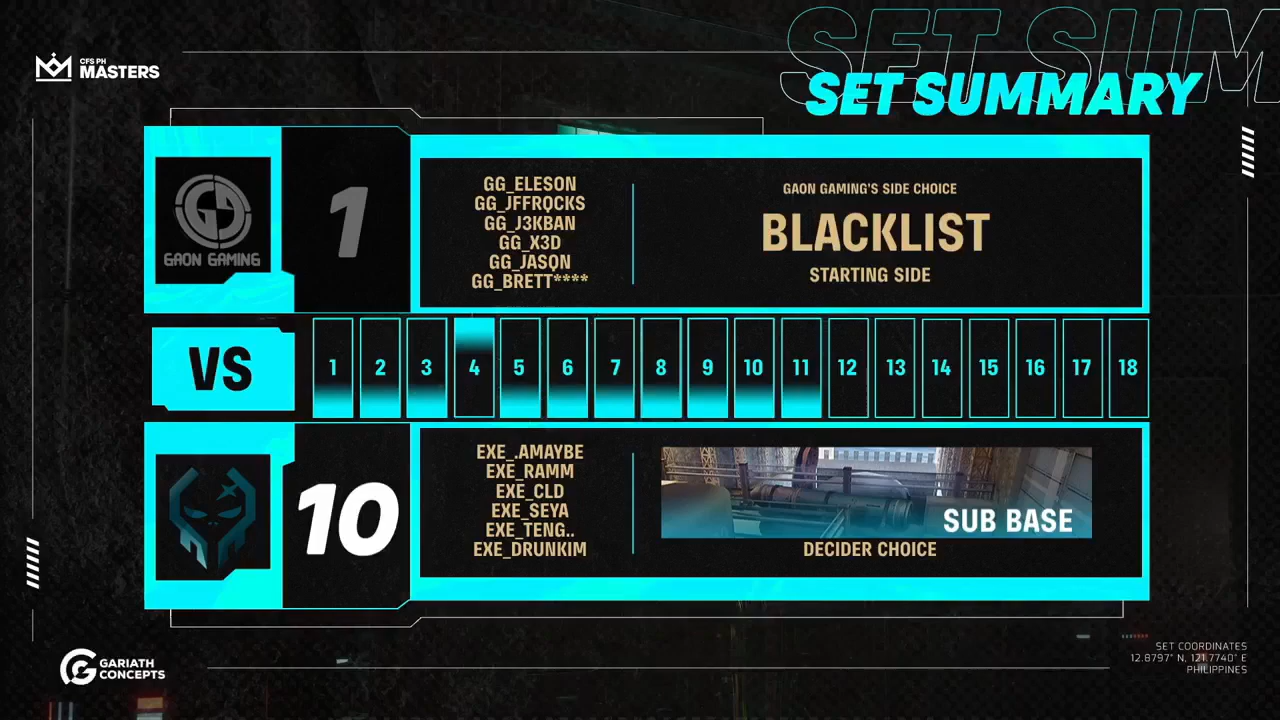 SET SUM
CFS PH
MASTERS
SET SUMMARY
GAON GAMING
1
GG_ELESON
GG_JFFROCKS
GG_J3KBAN
GG_X3D
GG_JASON
GG_BRETT****
GAON GAMING'S SIDE CHOICE
BLACKLIST
STARTING SIDE
VS
1 2 3 4 5 6 7 8 9 10 11 12 13 14 15 16 17 18
10
EXE_.AMAYBE
EXE_RAMM
EXE_CLD
EXE_SEYA
EXE_TENG..
EXE_DRUNKIM
SUB BASE
DECIDER CHOICE
GARIATH
CONCEPTS
SET COORDINATES
12.8797° N, 121.7740° E
PHILIPPINES